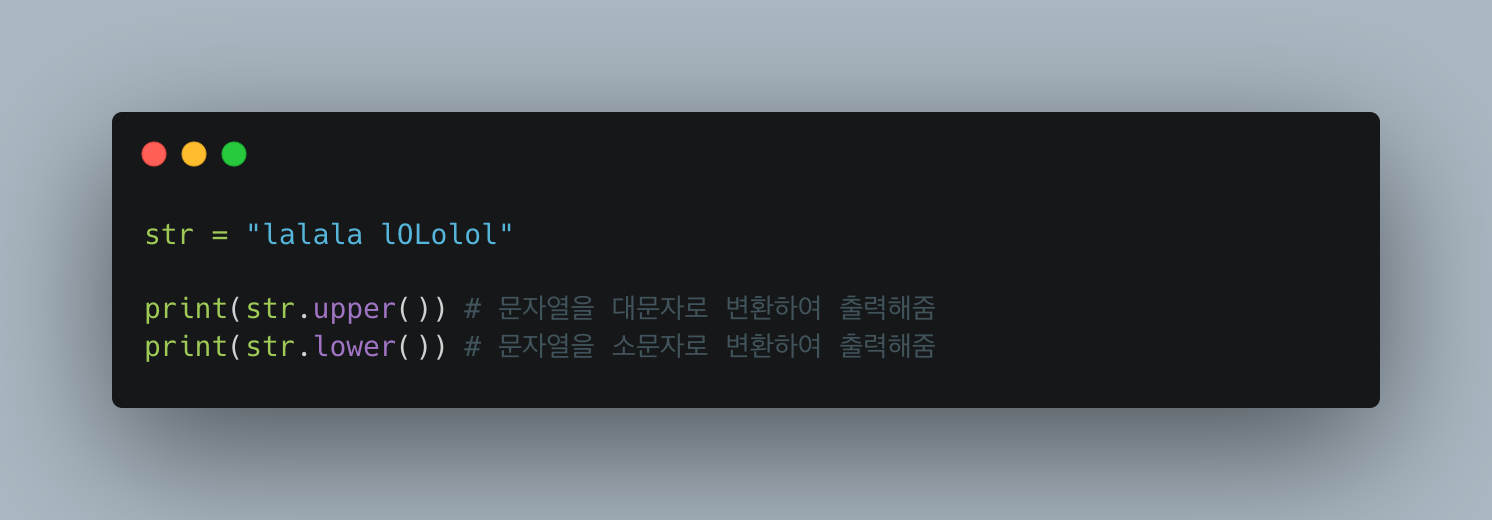 str = "lalala lOLolol"
print(str.upper()) # 문자열을 대문자로 변환하여 출력해줌
print(str.lower()) # 문자열을 소문자로 변환하여 출력해줌